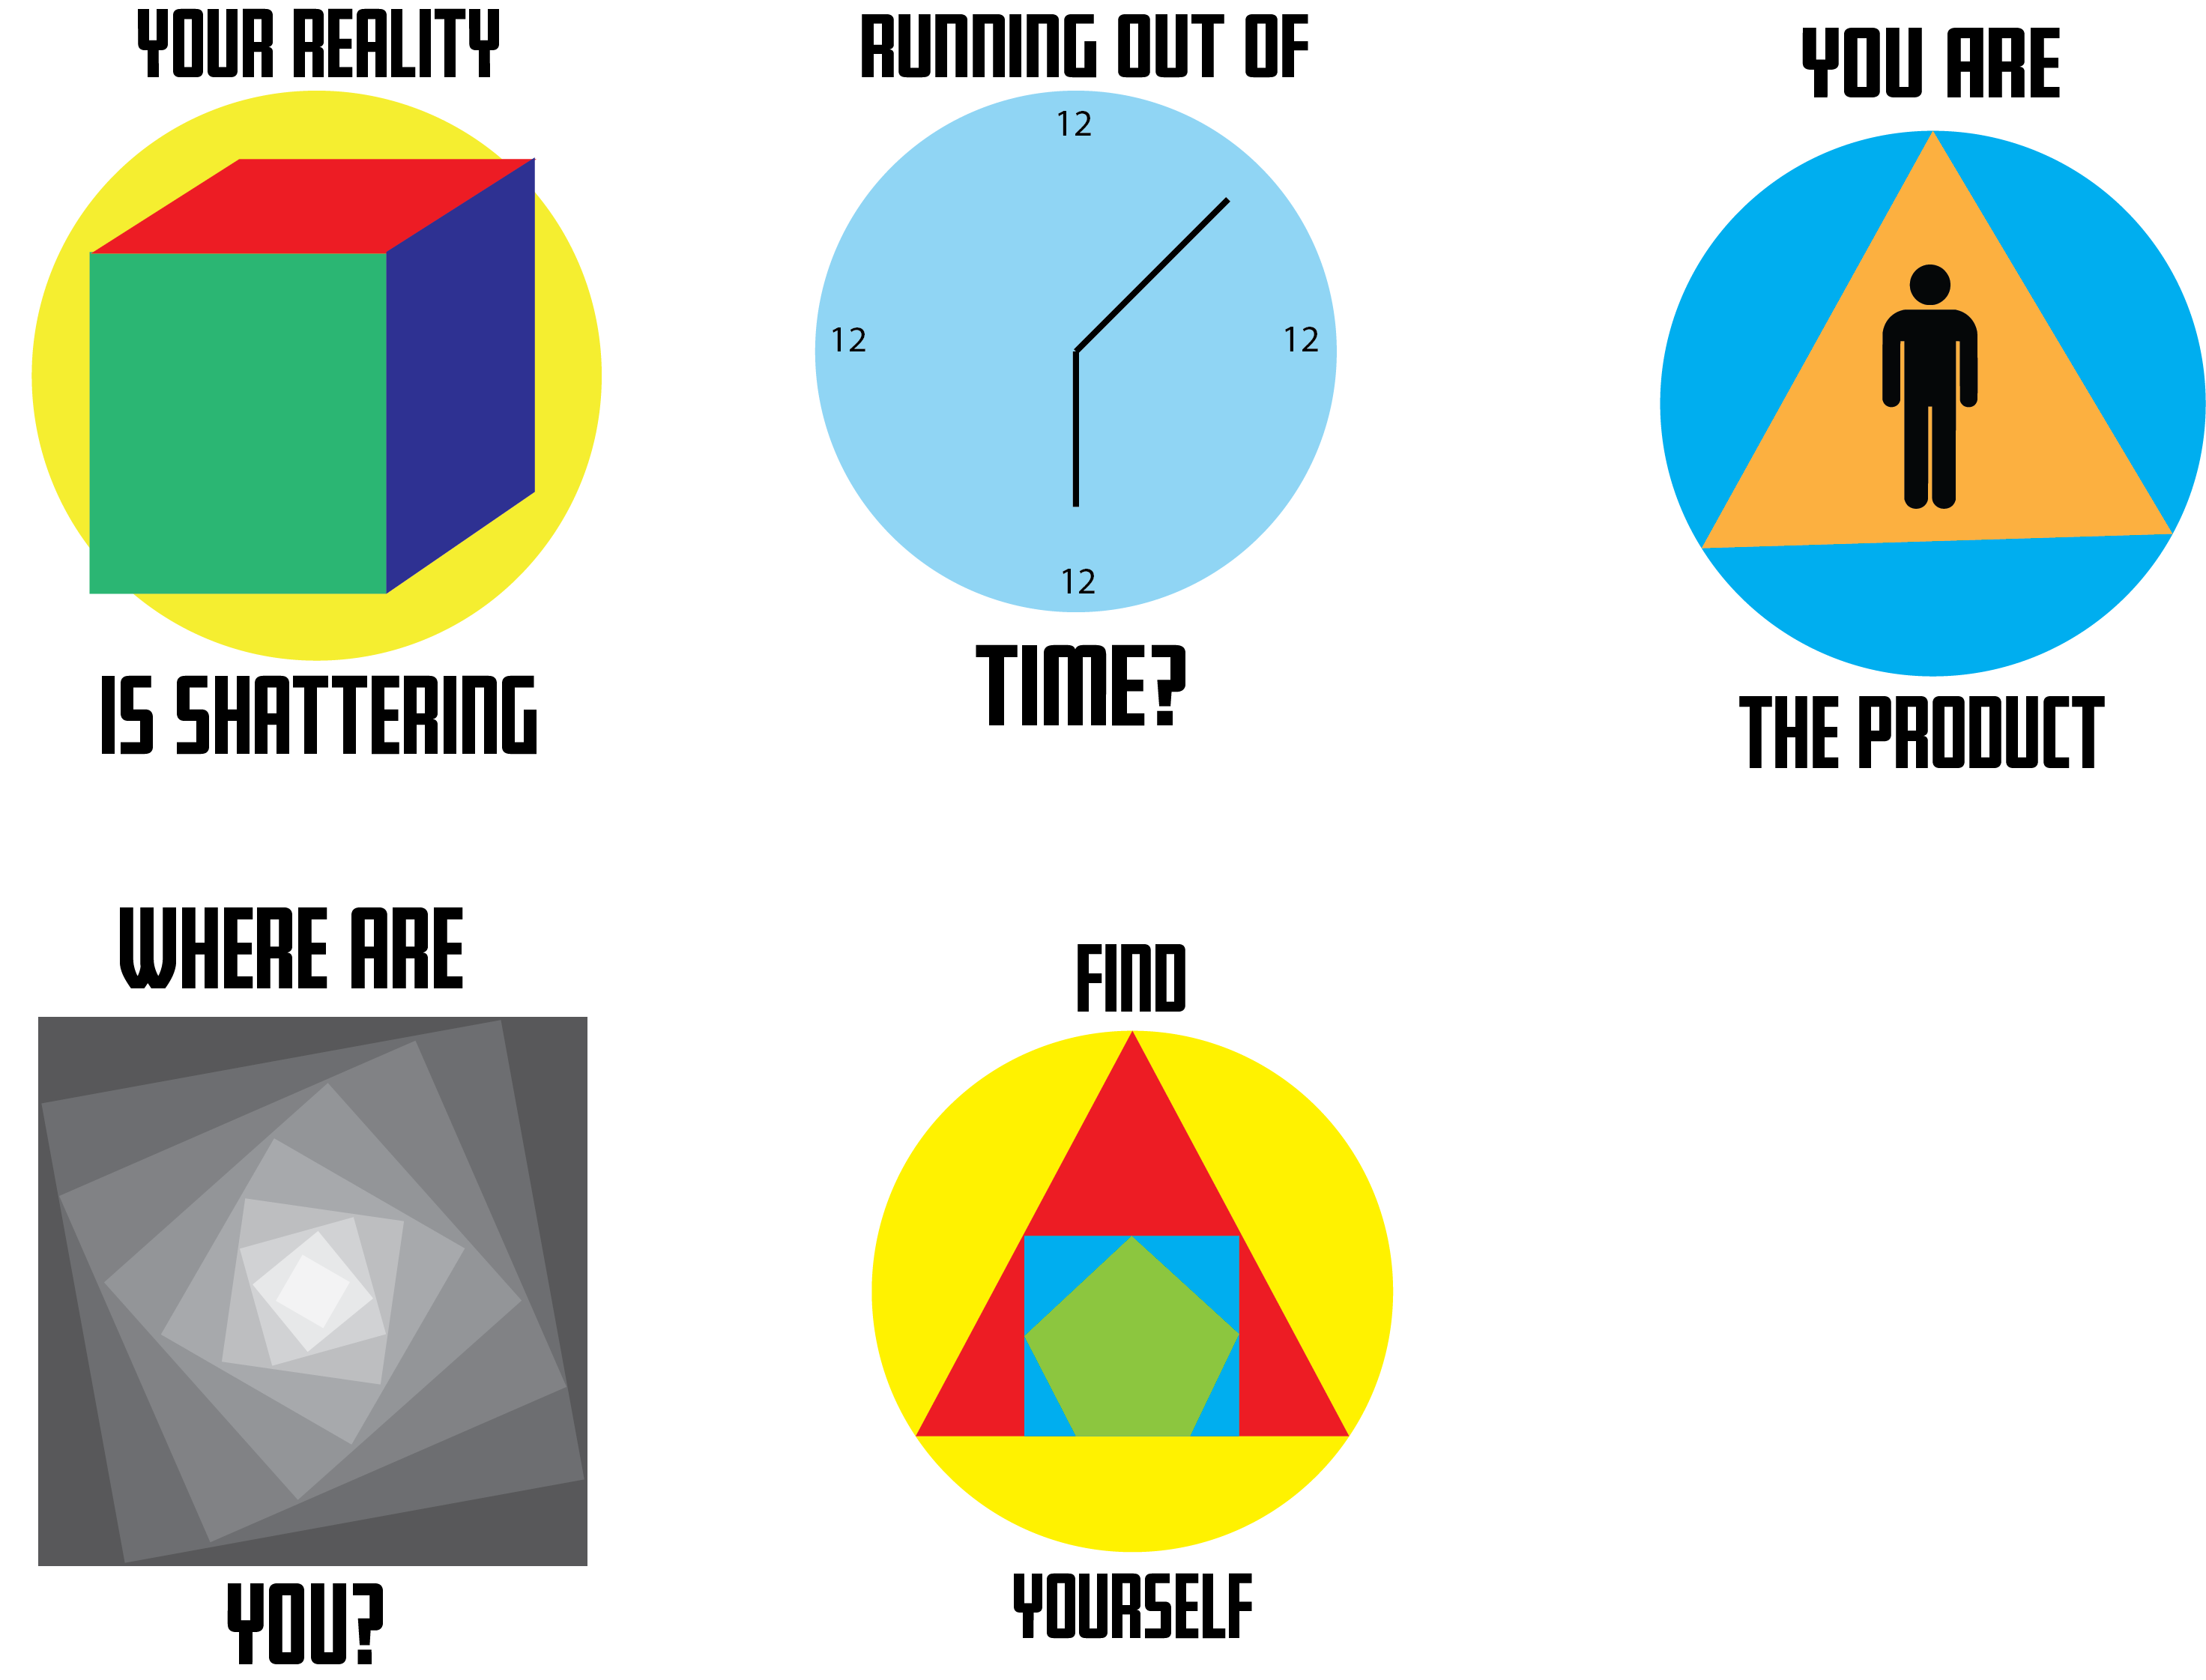 YOUR REALITY
IS SHATTERING
RUNNING OUT OF
12
12 12
12
TIME?
YOU ARE
THE PRODUCT
WHERE ARE
YOU?
FIND
YOURSELF